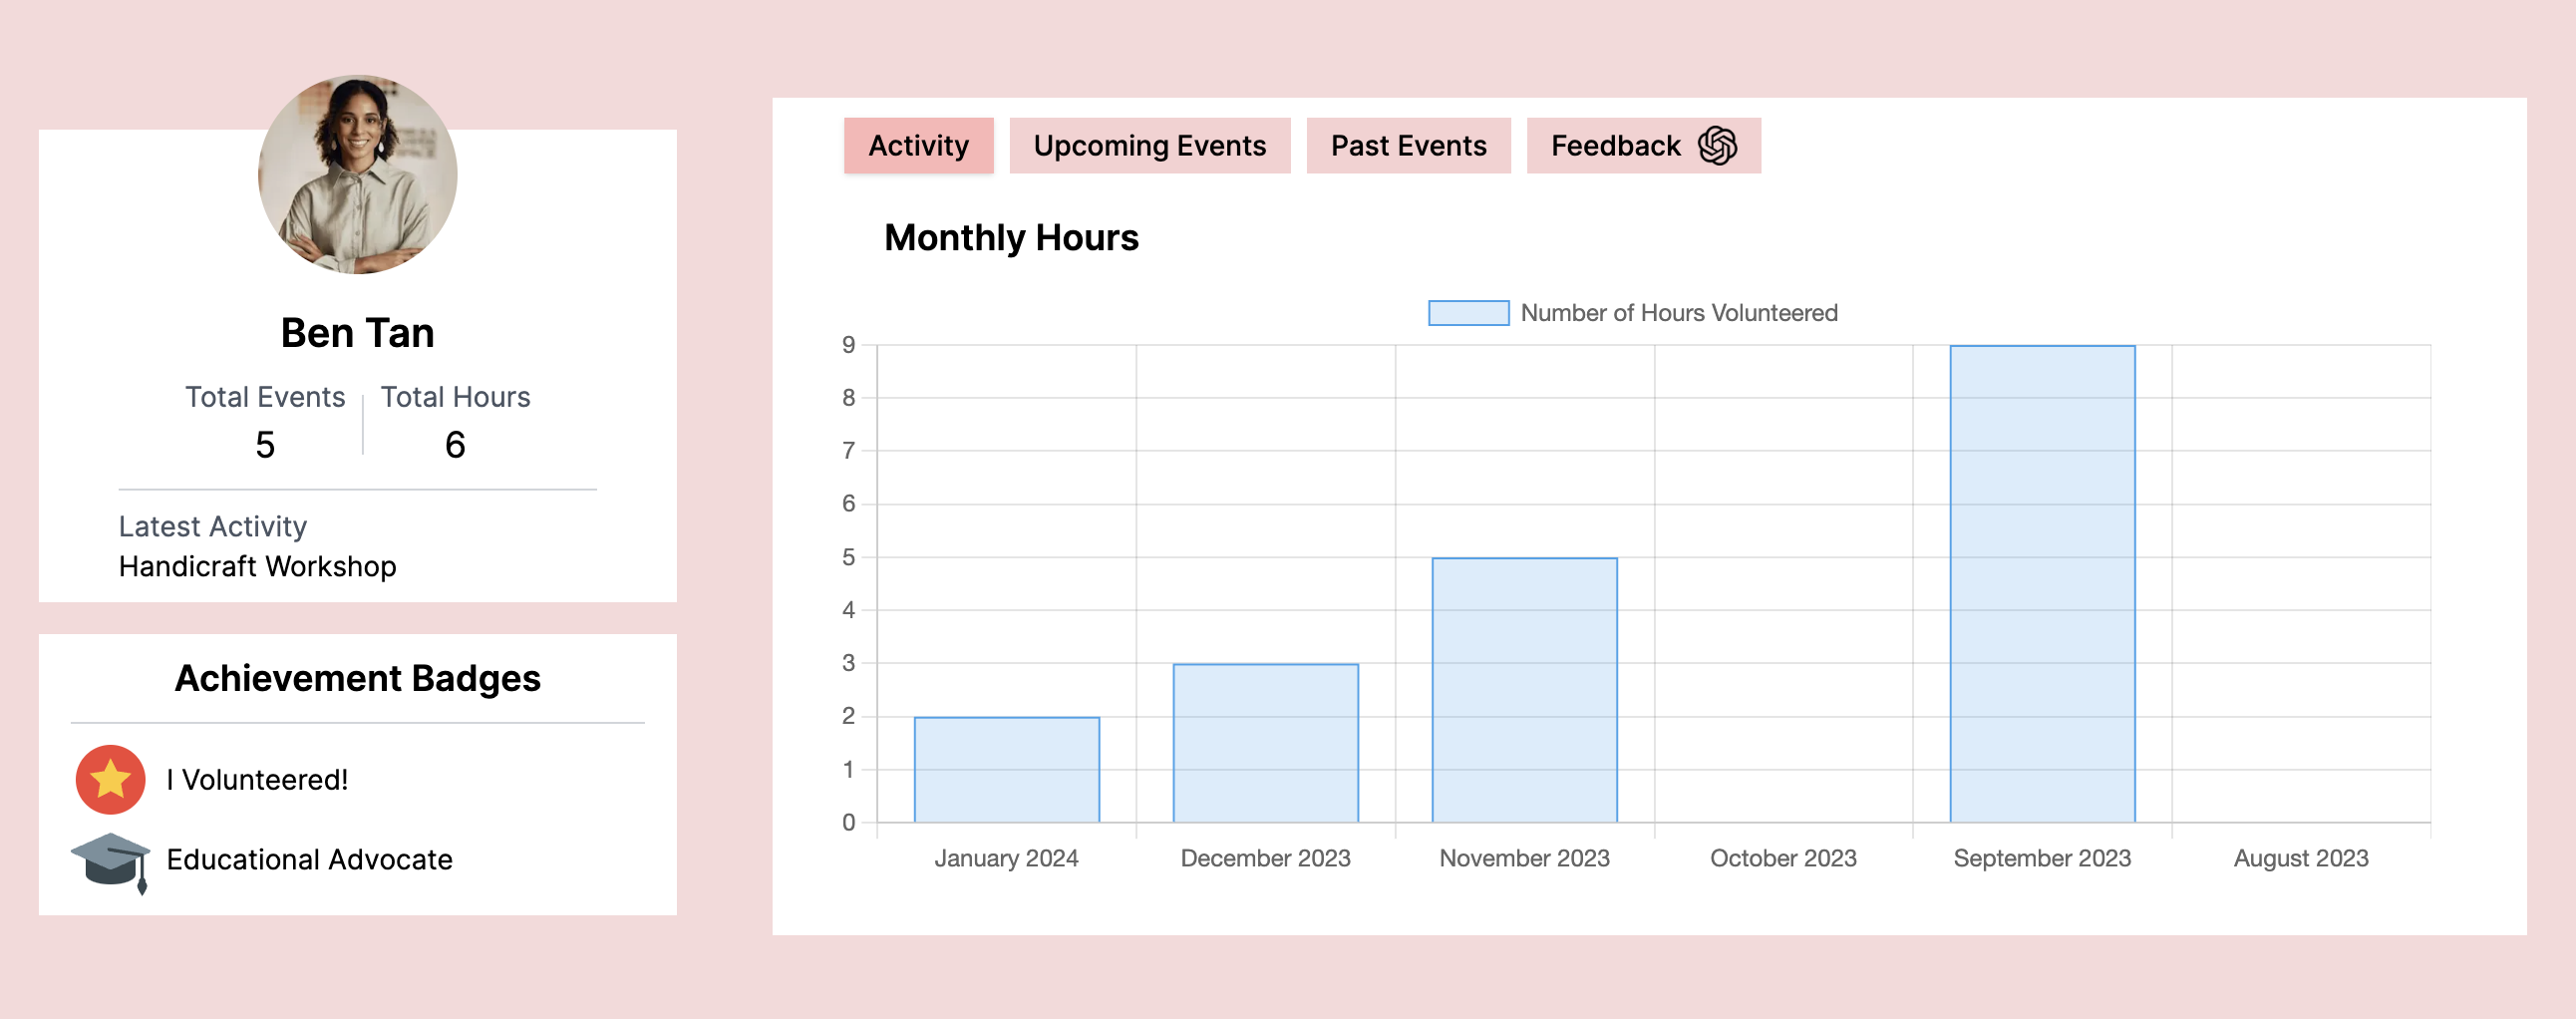 Ben Tan
Total Events
Total Hours
5
6
Latest Activity
Handicraft Workshop
Achievement Badges
I Volunteered!
Educational Advocate
Activity
Upcoming Events
Past Events
Feedback
Monthly Hours
Number of Hours Volunteered
9
8
7
6
5
4
3
2
1
0
January 2024
December 2023
November 2023
October 2023
September 2023
August 2023